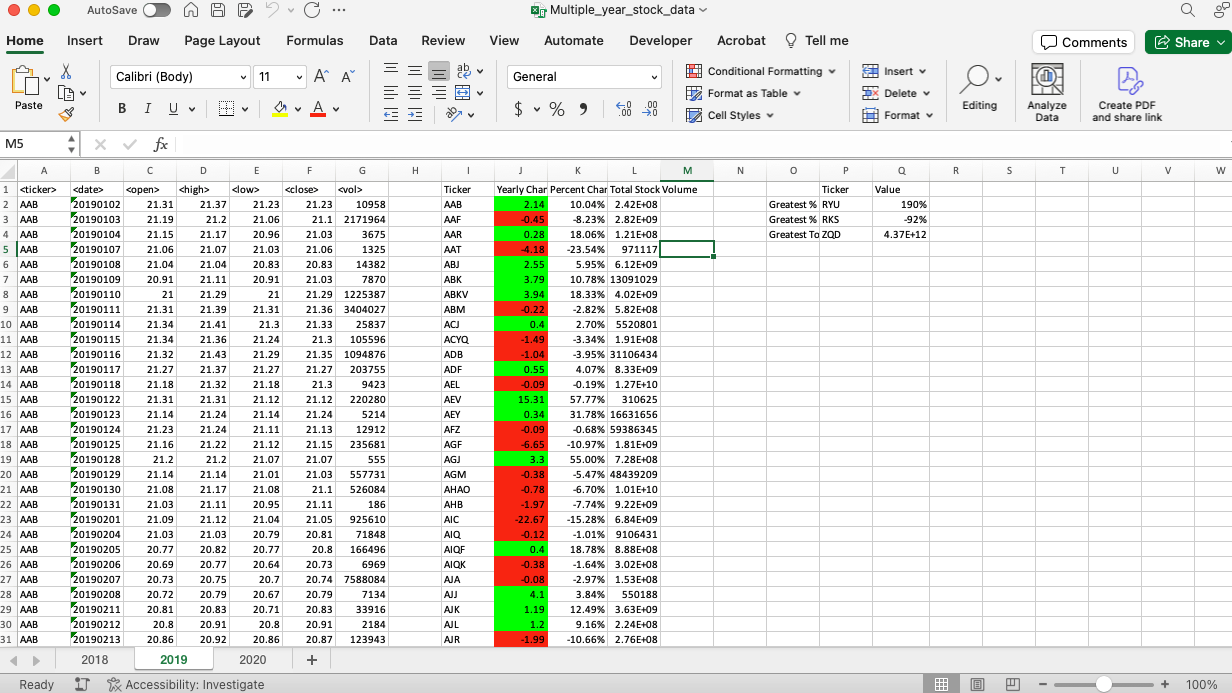 AutoSave Multiple_year_stock_data
Home Insert Draw Page Layout Formulas Data Review View Automate Developer Acrobat Tell me Comments Share
Paste Calibri (Body) 11 A^ Aˇ ab General Conditional Formatting Insert
B I U A $ % 9 .00 .00 Format as Table Delete Editing Analyze Data Create PDF and share link
Cell Styles Format
M5 fx
A B C D E F G H I J K L M N O P Q R S T U V W
1 <ticker> <date> <open> <high> <low> <close> <vol> Ticker Yearly Char Percent Char Total Stock Volume Ticker Value
2 AAB 20190102 21.31 21.37 21.23 21.23 10958 AAB 2.14 10.04% 2.42E+08 Greatest % RYU 190%
3 AAB 20190103 21.19 21.2 21.06 21.1 2171964 AAF -0.45 -8.23% 2.82E+09 Greatest % RKS -92%
4 AAB 20190104 21.15 21.17 20.96 21.03 3675 AAR 0.28 18.06% 1.21E+08 Greatest To ZQD 4.37E+12
5 AAB 20190107 21.06 21.07 21.03 21.06 1325 AAT -4.18 -23.54% 971117
6 AAB 20190108 21.04 21.04 20.83 20.83 14382 ABJ 2.55 5.95% 6.12E+09
7 AAB 20190109 20.91 21.11 20.91 21.03 7870 ABK 3.79 10.78% 13091029
8 AAB 20190110 21 21.29 21 21.29 1225387 ABKV 3.94 18.33% 4.02E+09
9 AAB 20190111 21.31 21.39 21.31 21.36 3404027 ABM -0.22 -2.82% 5.82E+08
10 AAB 20190114 21.34 21.41 21.3 21.33 25837 ACJ 0.4 2.70% 5520801
11 AAB 20190115 21.34 21.36 21.24 21.3 105596 ACYQ -1.49 -3.34% 1.91E+08
12 AAB 20190116 21.32 21.43 21.29 21.35 1094876 ADB -1.04 -3.95% 31106434
13 AAB 20190117 21.27 21.37 21.27 21.27 203755 ADF 0.55 4.07% 8.33E+09
14 AAB 20190118 21.18 21.32 21.18 21.3 9423 AEL -0.09 -0.19% 1.27E+10
15 AAB 20190122 21.31 21.31 21.12 21.12 220280 AEV 15.31 57.77% 310625
16 AAB 20190123 21.14 21.24 21.14 21.24 5214 AEY 0.34 31.78% 16631656
17 AAB 20190124 21.23 21.24 21.11 21.13 12912 AFZ -0.09 -0.68% 59386345
18 AAB 20190125 21.16 21.22 21.12 21.15 235681 AGF -6.65 -10.97% 1.81E+09
19 AAB 20190128 21.2 21.2 21.07 21.07 555 AGJ 3.3 55.00% 7.28E+08
20 AAB 20190129 21.14 21.14 21.01 21.03 557731 AGM -0.38 -5.47% 48439209
21 AAB 20190130 21.08 21.17 21.08 21.1 526084 AHAO -0.78 -6.70% 1.01E+10
22 AAB 20190131 21.03 21.11 20.95 21.11 186 AHB -1.97 -7.74% 9.22E+09
23 AAB 20190201 21.09 21.12 21.04 21.05 925610 AIC -22.67 -15.28% 6.84E+09
24 AAB 20190204 21.03 21.03 20.79 20.81 71848 AIQ -0.12 -1.01% 9106431
25 AAB 20190205 20.77 20.82 20.77 20.8 166496 AIQF 0.4 18.78% 8.88E+08
26 AAB 20190206 20.69 20.77 20.64 20.73 6969 AIQK -0.38 -1.64% 3.02E+08
27 AAB 20190207 20.73 20.75 20.7 20.74 7588084 AJA -0.08 -2.97% 1.53E+08
28 AAB 20190208 20.72 20.79 20.67 20.79 7134 AJJ 4.1 3.84% 550188
29 AAB 20190211 20.81 20.83 20.71 20.83 33916 AJK 1.19 12.49% 3.63E+09
30 AAB 20190212 20.8 20.91 20.8 20.91 2184 AJL 1.2 9.16% 2.24E+08
31 AAB 20190213 20.86 20.92 20.86 20.87 123943 AJR -1.99 -10.66% 2.76E+08
2018 2019 2020 +
Ready Accessibility: Investigate 100%